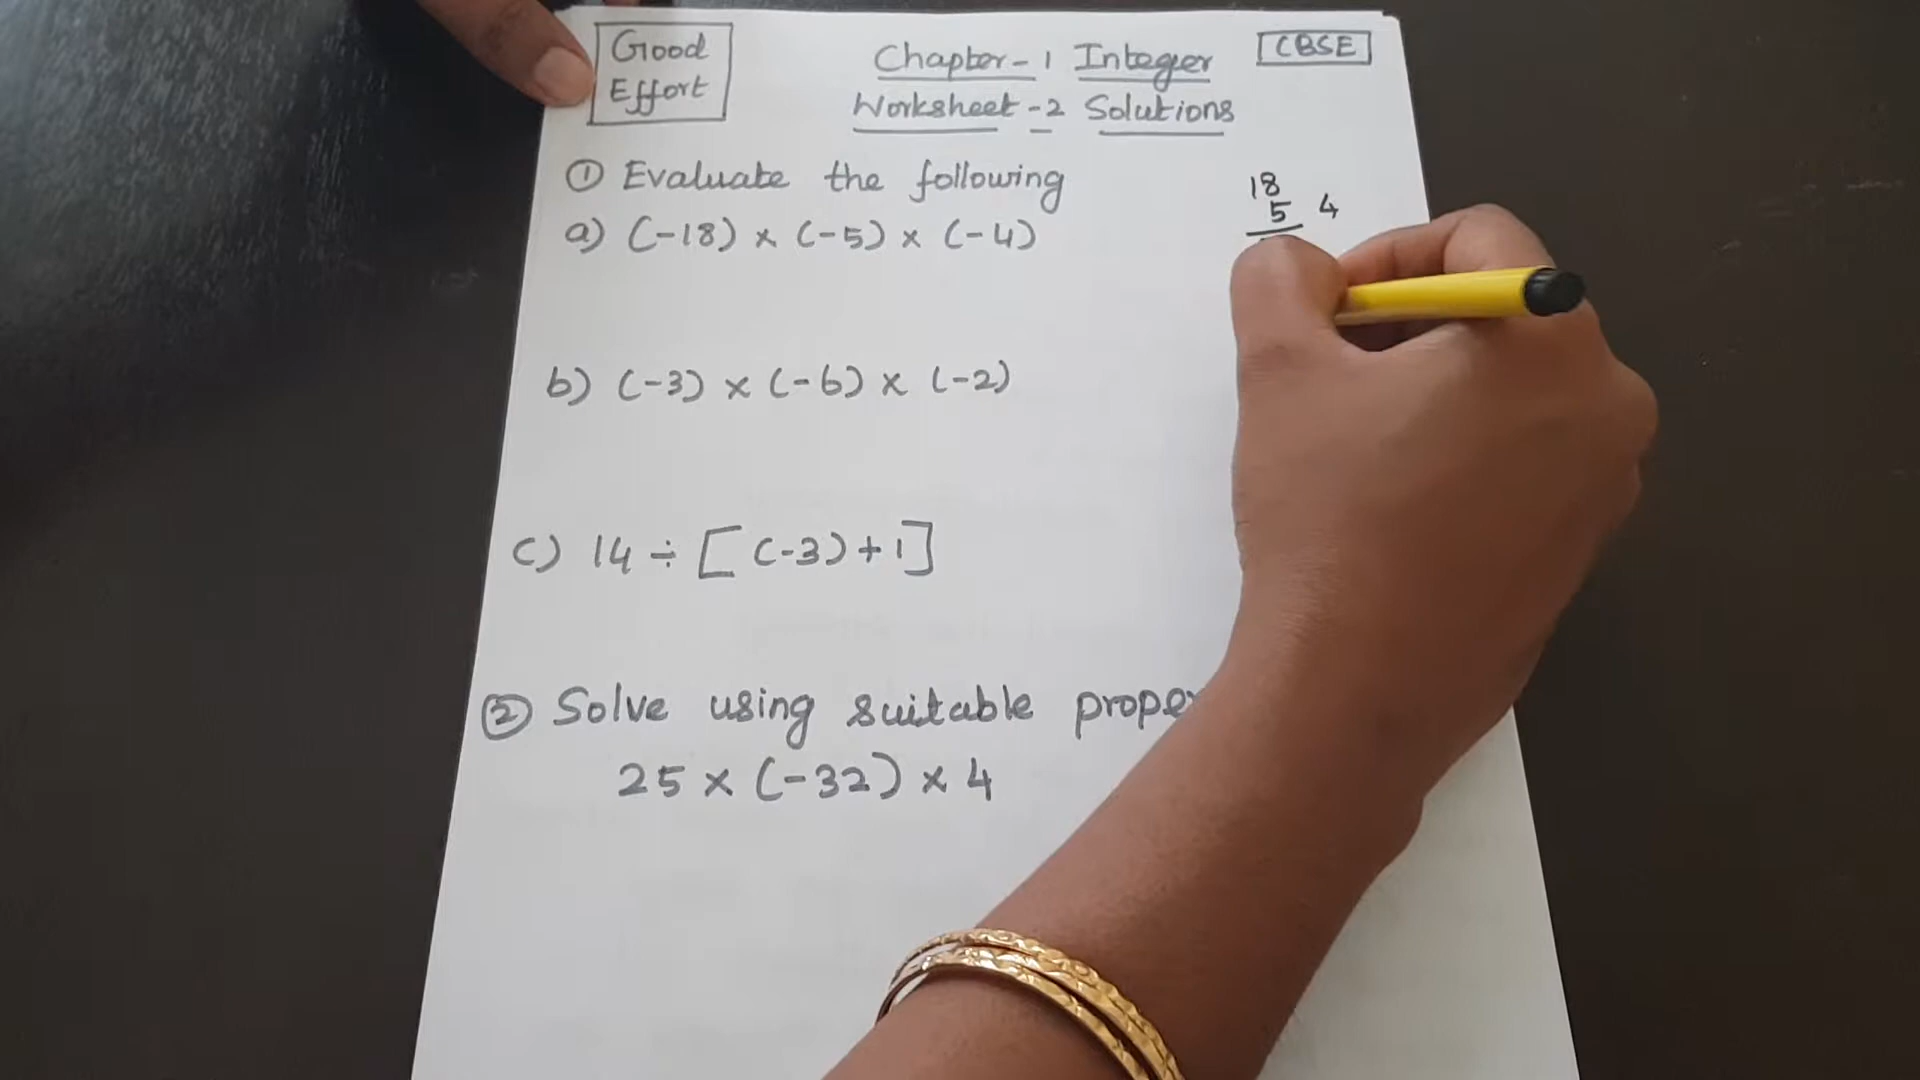 Good
Effort
Chapter-1 Integer
CBSE
Worksheet-2 Solutions
① Evaluate the following
a) (-18) × (-5) × (-4)
18
5 4
b) (-3) × (-6) × (-2)
c) 14 ÷ [(-3)+1]
② Solve using suitable
25 × (-32) × 4